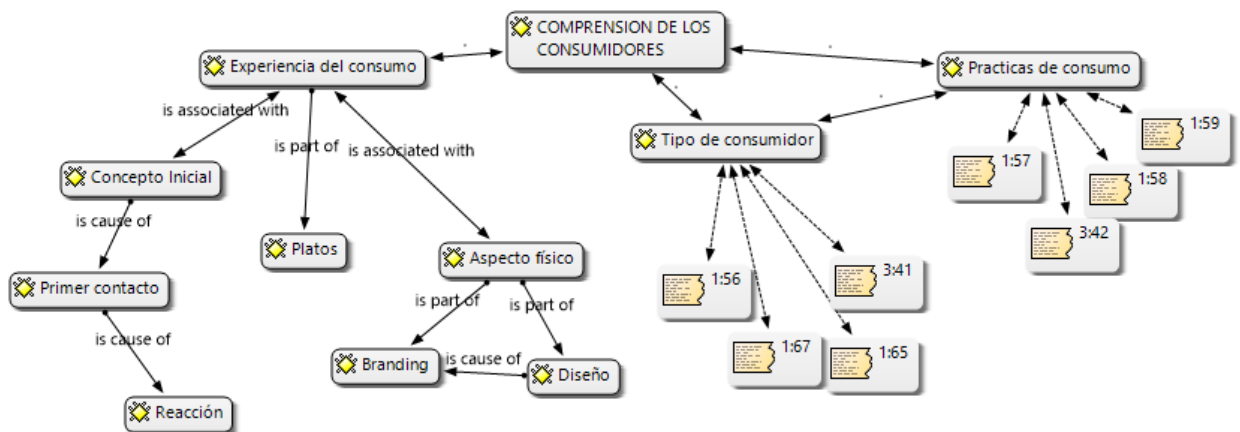 COMPRENSION DE LOS
CONSUMIDORES
Experiencia del consumo
Practicas de consumo
is associated with
is part of
is associated with
Tipo de consumidor
1:59
1:57
1:58
3:42
Concepto Inicial
is cause of
Platos
Aspecto físico
Primer contacto
is part of
is part of
3:41
1:56
is cause of
Branding
is cause of
Diseño
1:67
1:65
Reacción